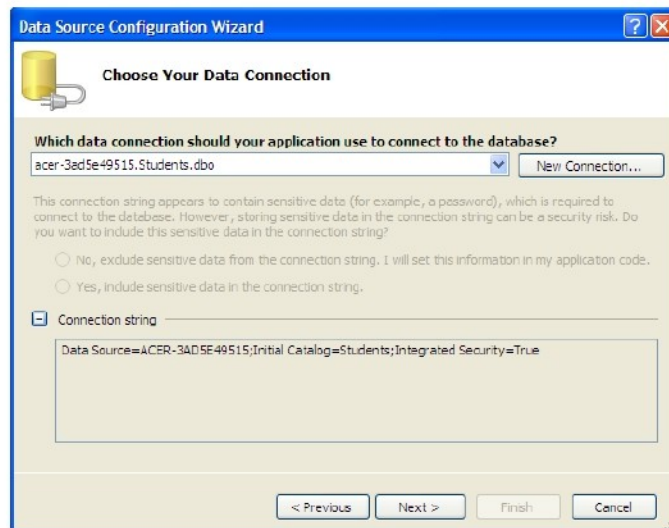 Data Source Configuration Wizard
Choose Your Data Connection
Which data connection should your application use to connect to the database?
acer-3ad5e49515.Students.dbo
New Connection...
This connection string appears to contain sensitive data (for example, a password), which is required to
connect to the database. However, storing sensitive data in the connection string can be a security risk. Do
you want to include this sensitive data in the connection string?
No, exclude sensitive data from the connection string. I will set this information in my application code.
Yes, include sensitive data in the connection string.
Connection string
Data Source=ACER-3AD5E49515;Initial Catalog=Students;Integrated Security=True
< Previous
Next >
Finish
Cancel